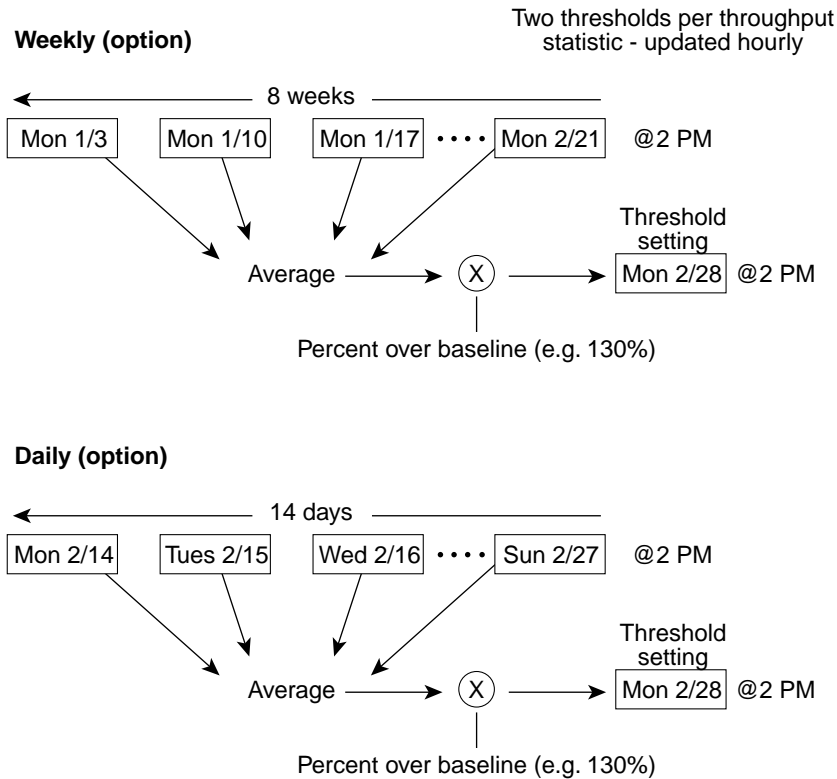 Two thresholds per throughput
statistic - updated hourly
Weekly (option)
8 weeks
Mon 1/3 Mon 1/10 Mon 1/17 •••• Mon 2/21 @2 PM
Threshold
setting
Average X Mon 2/28 @2 PM
Percent over baseline (e.g. 130%)
Daily (option)
14 days
Mon 2/14 Tues 2/15 Wed 2/16 •••• Sun 2/27 @2 PM
Threshold
setting
Average X Mon 2/28 @2 PM
Percent over baseline (e.g. 130%)